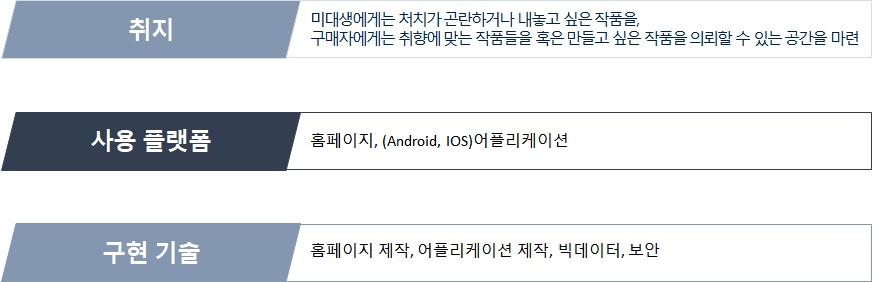 취지
미대생에게는 처치가 곤란하거나 내놓고 싶은 작품을,
구매자에게는 취향에 맞는 작품들을 혹은 만들고 싶은 작품을 의뢰할 수 있는 공간을 마련
사용 플랫폼
홈페이지, (Android, IOS)어플리케이션
구현 기술
홈페이지 제작, 어플리케이션 제작, 빅데이터, 보안